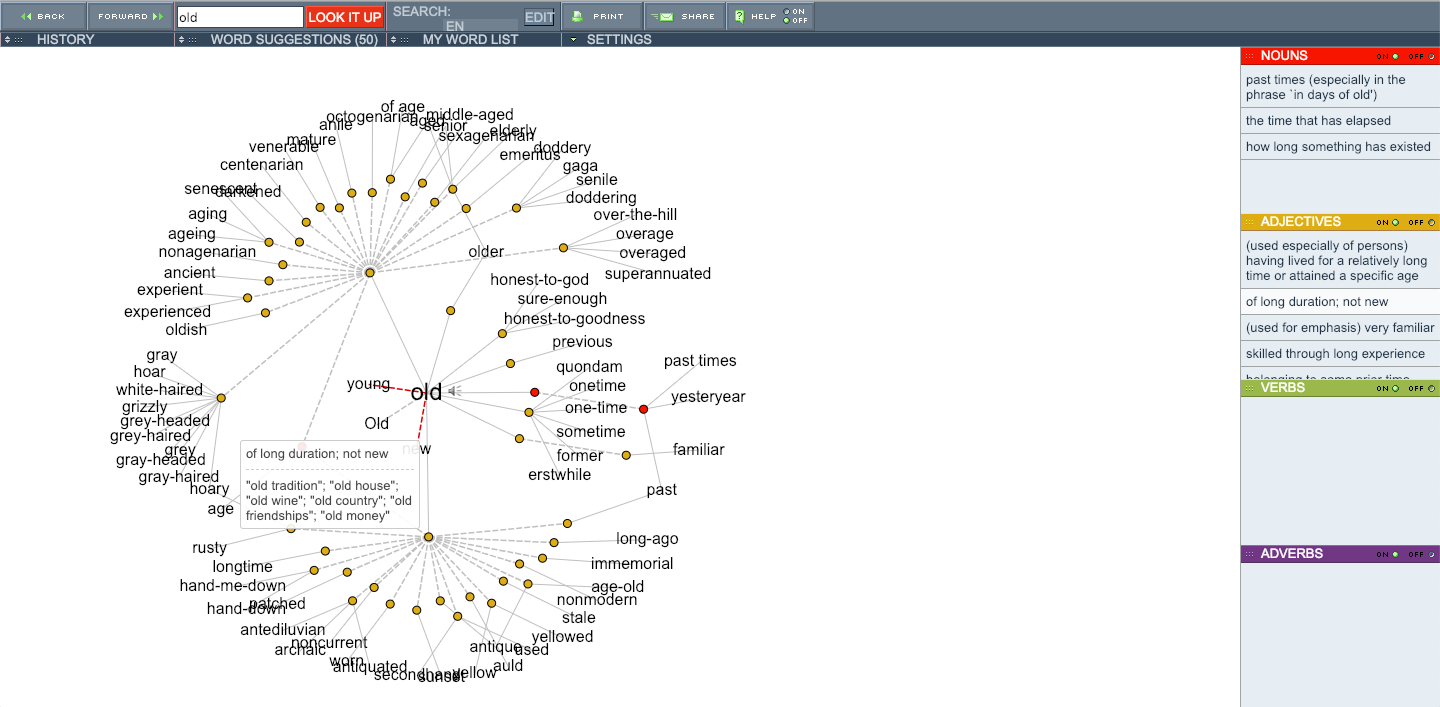 BACK
FORWARD
old
LOOK IT UP
SEARCH:
EN
EDIT
PRINT
SHARE
HELP
ON
OFF
HISTORY
WORD SUGGESTIONS (50)
MY WORD LIST
SETTINGS
of age
octogenarian
aged
middle-aged
anile
senior
elderly
mature
sexagenarian
venerable
emeritus
doddery
centenarian
gaga
senescent
darkened
senile
doddering
aging
over-the-hill
ageing
overage
nonagenarian
older
overaged
ancient
superannuated
experient
honest-to-god
experienced
sure-enough
oldish
honest-to-goodness
previous
gray
hoar
quondam
past times
white-haired
young
old
onetime
yesteryear
grizzly
one-time
grey-headed
Old
sometime
grey-haired
grey
new
former
familiar
gray-headed
gray-haired
erstwhile
hoary
past
age
of long duration; not new
"old tradition"; "old house";
"old wine"; "old country"; "old
friendships"; "old money"
rusty
long-ago
longtime
immemorial
hand-me-down
age-old
hand-down
patched
nonmodern
stale
antediluvian
yellowed
noncurrent
archaic
antique
used
worn
antiquated
auld
secondhand
sunset
yellow
NOUNS
ON
OFF
past times (especially in the
phrase `in days of old')
the time that has elapsed
how long something has existed
ADJECTIVES
ON
OFF
(used especially of persons)
having lived for a relatively long
time or attained a specific age
of long duration; not new
(used for emphasis) very familiar
skilled through long experience
belonging to some prior time
VERBS
ON
OFF
ADVERBS
ON
OFF